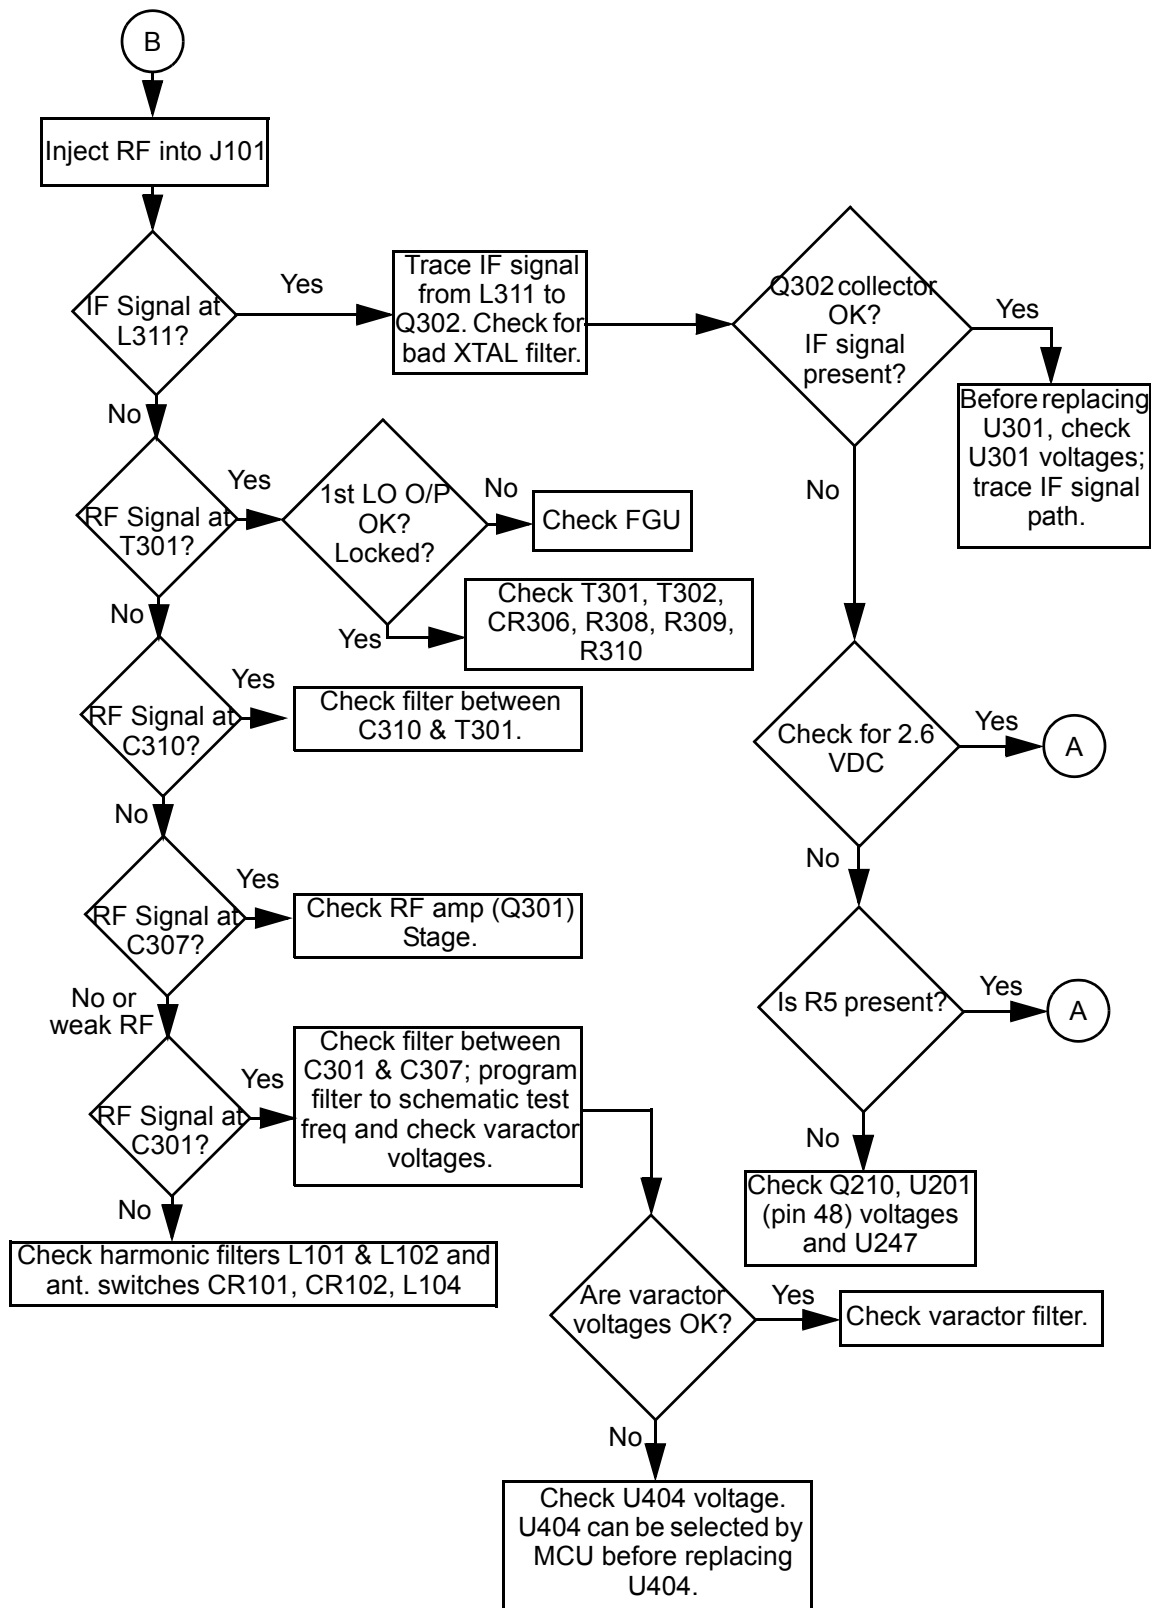 B
Inject RF into J101
IF Signal at
L311?
Yes
No
Trace IF signal
from L311 to
Q302. Check for
bad XTAL filter.
Q302 collector
OK?
IF signal
present?
Yes
No
Before replacing
U301, check
U301 voltages;
trace IF signal
path.
RF Signal at
T301?
Yes
No
1st LO O/P
OK?
Locked?
No
Yes
Check FGU
Check T301, T302,
CR306, R308, R309,
R310
RF Signal at
C310?
Yes
No
Check filter between
C310 & T301.
Check for 2.6
VDC
Yes
No
A
RF Signal at
C307?
Yes
No or
weak RF
Check RF amp (Q301)
Stage.
Is R5 present?
Yes
No
A
Check Q210, U201
(pin 48) voltages
and U247
RF Signal at
C301?
Yes
No
Check filter between
C301 & C307; program
filter to schematic test
freq and check varactor
voltages.
Check harmonic filters L101 & L102 and
ant. switches CR101, CR102, L104
Are varactor
voltages OK?
Yes
No
Check varactor filter.
Check U404 voltage.
U404 can be selected by
MCU before replacing
U404.